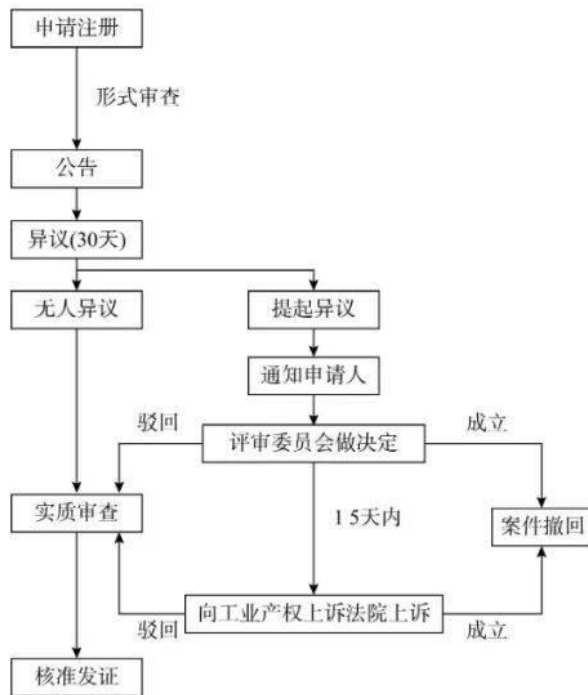 申请注册
形式审查
公告
异议(30天)
无人异议
提起异议
通知申请人
驳回
评审委员会做决定
成立
实质审查
1 5天内
案件撤回
驳回
向工业产权上诉法院上诉
成立
核准发证